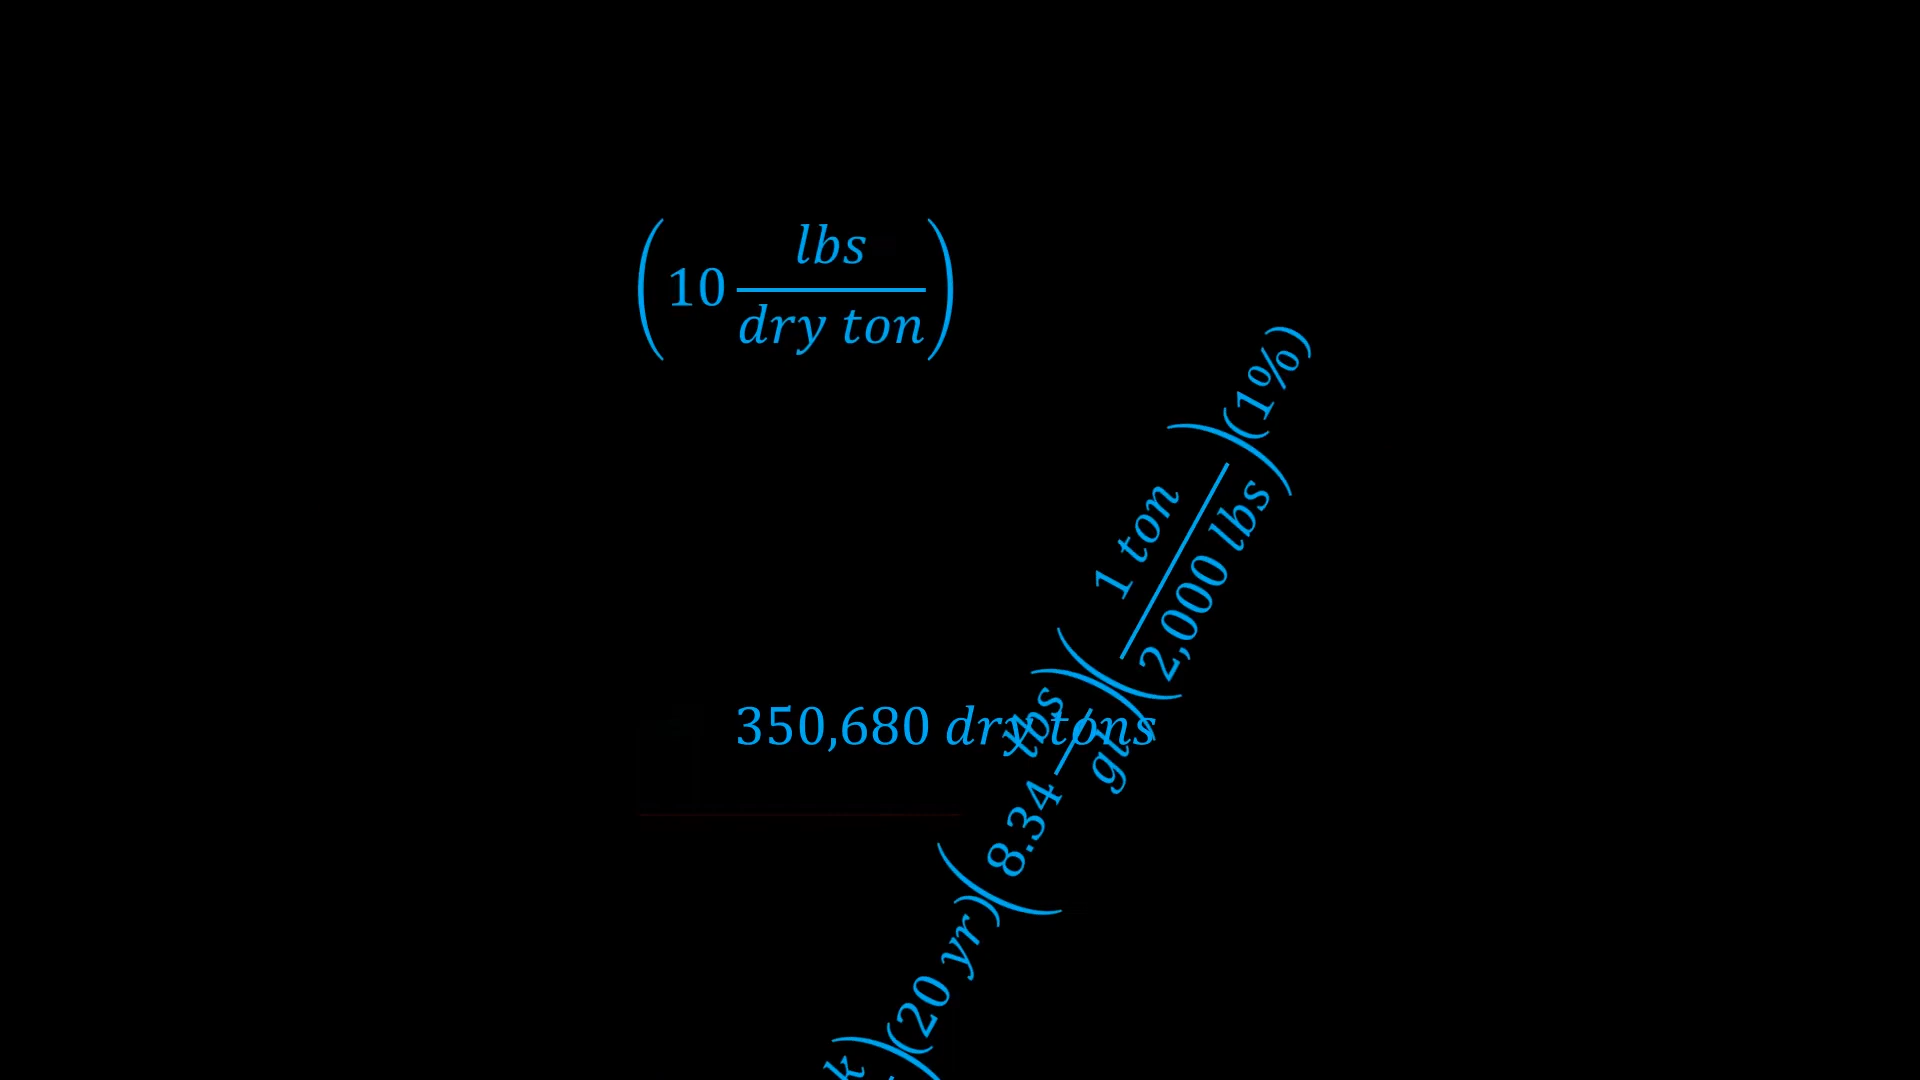 (10 lbs/dry ton)
350,680 dry tons
(20 yr)(8.34 lbs/gl)(1 ton/2,000 lbs)(1%)